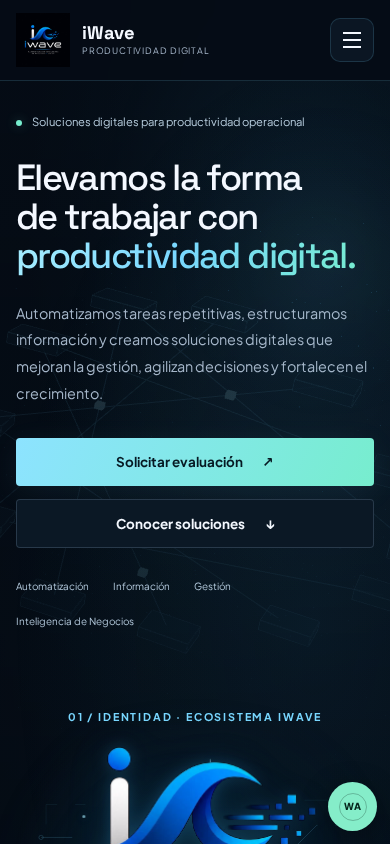 iwave
iWave
PRODUCTIVIDAD DIGITAL
Soluciones digitales para productividad operacional
Elevamos la forma
de trabajar con
productividad digital.
Automatizamos tareas repetitivas, estructuramos
información y creamos soluciones digitales que
mejoran la gestión, agilizan decisiones y fortalecen el
crecimiento.
Solicitar evaluación ↗
Conocer soluciones ↓
Automatización Información Gestión
Inteligencia de Negocios
01 / IDENTIDAD · ECOSISTEMA IWAVE
WA